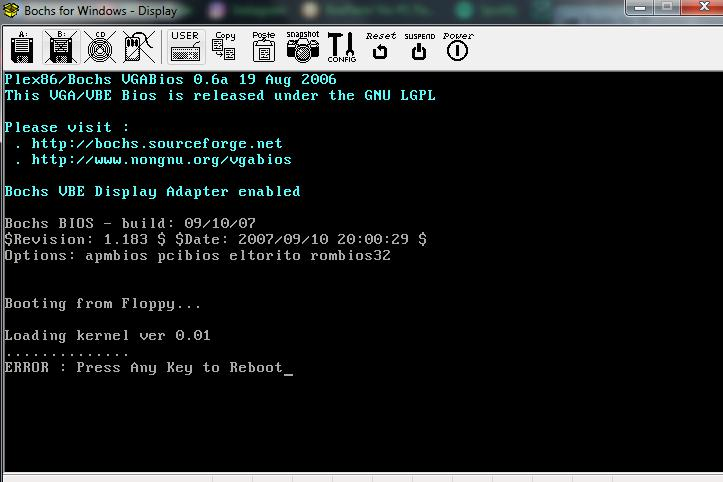 Bochs for Windows - Display
A:
B:
CD
USER
Copy
Paste
snapshot
CONFIG
Reset
SUSPEND
Power
Plex86/Bochs VGABios 0.6a 19 Aug 2006
This VGA/VBE Bios is released under the GNU LGPL
Please visit :
. http://bochs.sourceforge.net
. http://www.nongnu.org/vgabios
Bochs VBE Display Adapter enabled
Bochs BIOS - build: 09/10/07
$Revision: 1.183 $ $Date: 2007/09/10 20:00:29 $
Options: apmbios pcibios eltorito rombios32
Booting from Floppy...
Loading kernel ver 0.01
..............
ERROR : Press Any Key to Reboot_